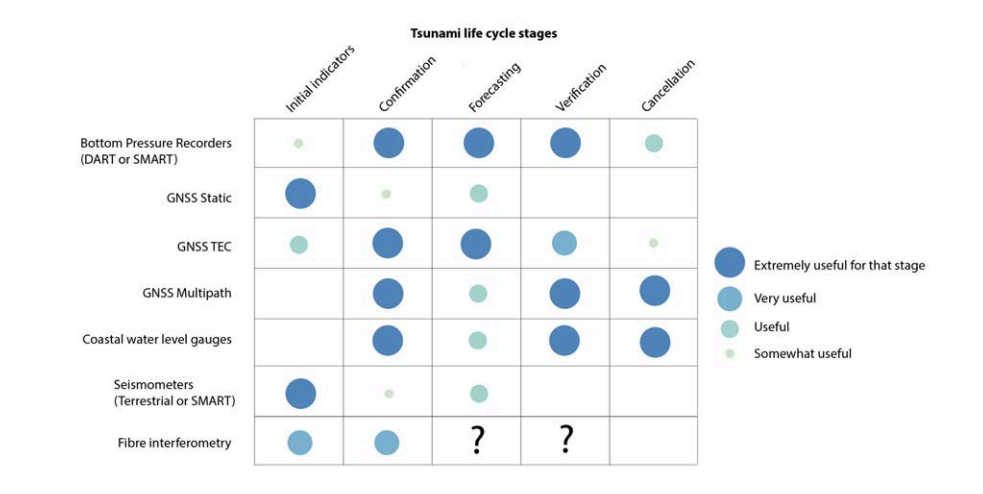 Tsunami life cycle stages
Initial indicators
Confirmation
Forecasting
Verification
Cancellation
Bottom Pressure Recorders
(DART or SMART)
GNSS Static
GNSS TEC
GNSS Multipath
Coastal water level gauges
Seismometers
(Terrestrial or SMART)
Fibre interferometry
? ?
Extremely useful for that stage
Very useful
Useful
Somewhat useful